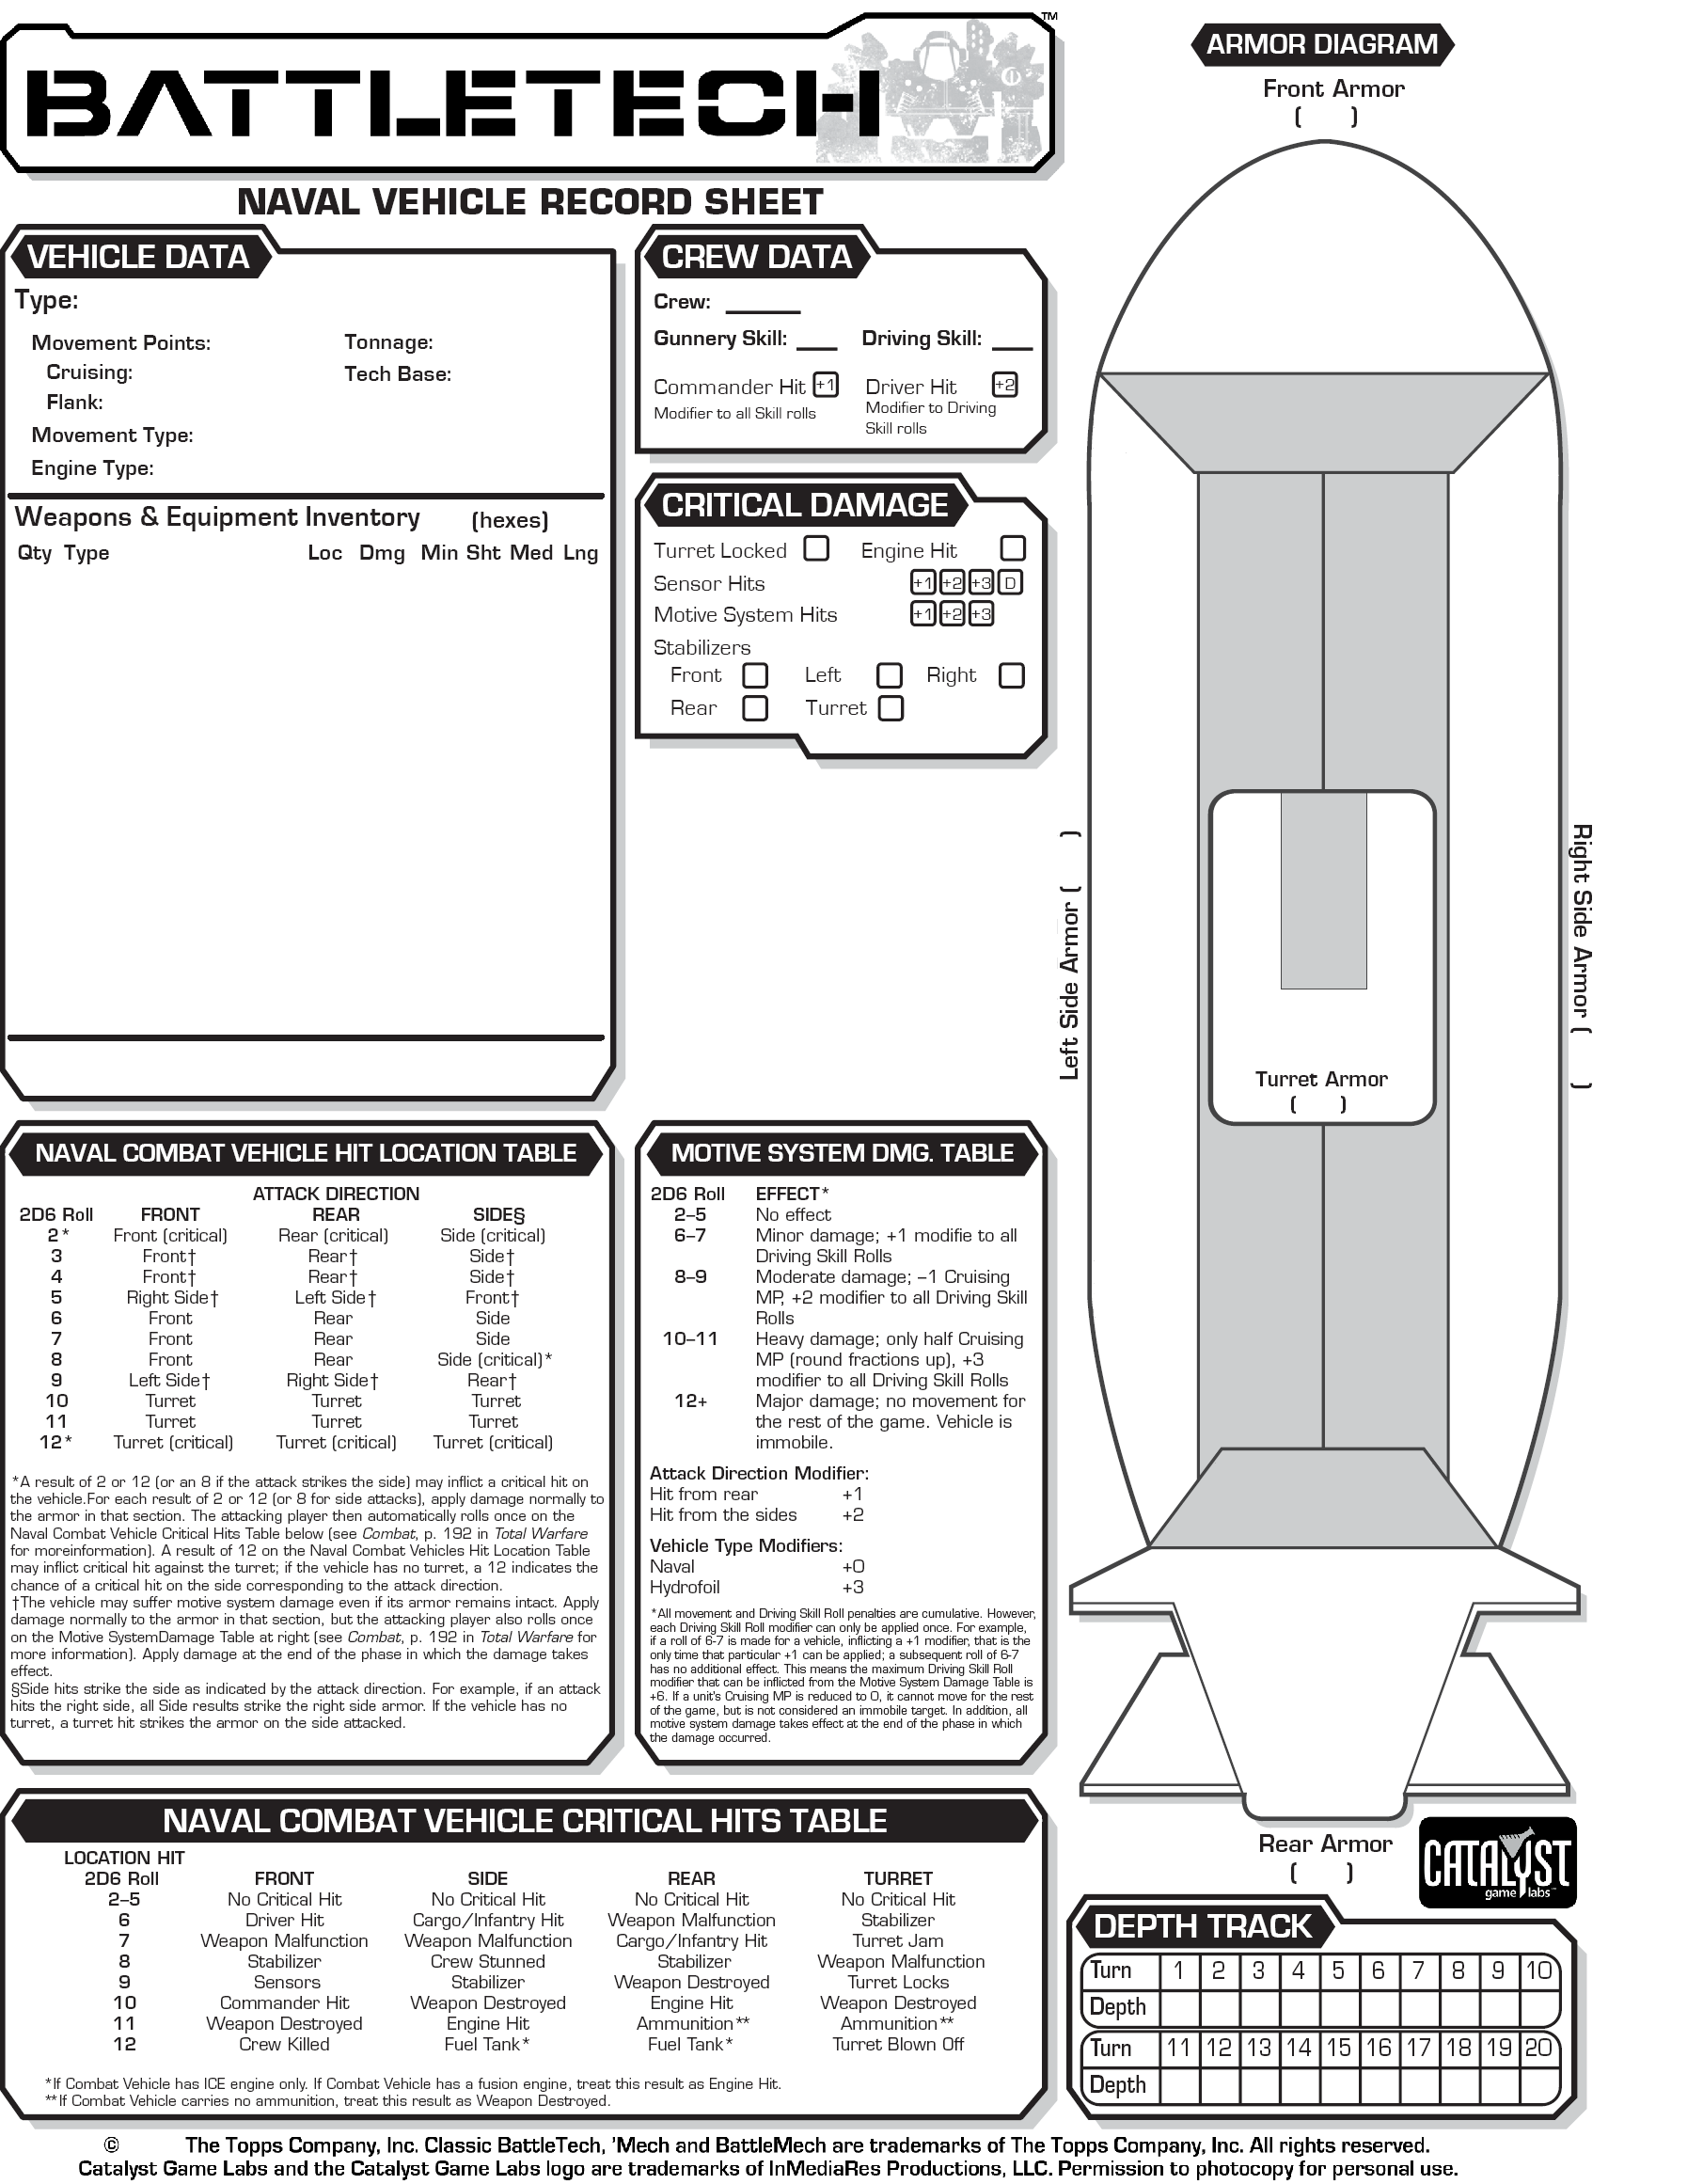 BATTLETECH
TM
NAVAL VEHICLE RECORD SHEET
VEHICLE DATA
Type:
Movement Points:
Tonnage:
Cruising:
Tech Base:
Flank:
Movement Type:
Engine Type:
Weapons & Equipment Inventory (hexes)
Qty Type Loc Dmg Min Sht Med Lng
CREW DATA
Crew:
Gunnery Skill: Driving Skill:
Commander Hit +1 Driver Hit +2
Modifier to all Skill rolls
Modifier to Driving
Skill rolls
CRITICAL DAMAGE
Turret Locked Engine Hit
Sensor Hits +1 +2 +3 D
Motive System Hits +1 +2 +3
Stabilizers
Front Left Right
Rear Turret
ARMOR DIAGRAM
Front Armor
( )
Left Side Armor ( )
Right Side Armor ( )
Turret Armor
( )
Rear Armor
( )
NAVAL COMBAT VEHICLE HIT LOCATION TABLE
ATTACK DIRECTION
2D6 Roll FRONT REAR SIDE§
2* Front (critical) Rear (critical) Side (critical)
3 Front† Rear† Side†
4 Front† Rear† Side†
5 Right Side† Left Side† Front†
6 Front Rear Side
7 Front Rear Side
8 Front Rear Side (critical)*
9 Left Side† Right Side† Rear†
10 Turret Turret Turret
11 Turret Turret Turret
12* Turret (critical) Turret (critical) Turret (critical)
*A result of 2 or 12 (or an 8 if the attack strikes the side) may inflict a critical hit on
the vehicle.For each result of 2 or 12 (or 8 for side attacks), apply damage normally to
the armor in that section. The attacking player then automatically rolls once on the
Naval Combat Vehicle Critical Hits Table below (see Combat, p. 192 in Total Warfare
for moreinformation). A result of 12 on the Naval Combat Vehicles Hit Location Table
may inflict critical hit against the turret; if the vehicle has no turret, a 12 indicates the
chance of a critical hit on the side corresponding to the attack direction.
†The vehicle may suffer motive system damage even if its armor remains intact. Apply
damage normally to the armor in that section, but the attacking player also rolls once
on the Motive SystemDamage Table at right (see Combat, p. 192 in Total Warfare for
more information). Apply damage at the end of the phase in which the damage takes
effect.
§Side hits strike the side as indicated by the attack direction. For example, if an attack
hits the right side, all Side results strike the right side armor. If the vehicle has no
turret, a turret hit strikes the armor on the side attacked.
MOTIVE SYSTEM DMG. TABLE
2D6 Roll EFFECT*
2–5 No effect
6–7 Minor damage; +1 modifie to all
Driving Skill Rolls
8–9 Moderate damage; –1 Cruising
MP, +2 modifier to all Driving Skill
Rolls
10–11 Heavy damage; only half Cruising
MP (round fractions up), +3
modifier to all Driving Skill Rolls
12+ Major damage; no movement for
the rest of the game. Vehicle is
immobile.
Attack Direction Modifier:
Hit from rear +1
Hit from the sides +2
Vehicle Type Modifiers:
Naval +0
Hydrofoil +3
*All movement and Driving Skill Roll penalties are cumulative. However,
each Driving Skill Roll modifier can only be applied once. For example,
if a roll of 6-7 is made for a vehicle, inflicting a +1 modifier, that is the
only time that particular +1 can be applied; a subsequent roll of 6-7
has no additional effect. This means the maximum Driving Skill Roll
modifier that can be inflicted from the Motive System Damage Table is
+6. If a unit's Cruising MP is reduced to 0, it cannot move for the rest
of the game, but is not considered an immobile target. In addition, all
motive system damage takes effect at the end of the phase in which
the damage occurred.
NAVAL COMBAT VEHICLE CRITICAL HITS TABLE
LOCATION HIT
2D6 Roll FRONT SIDE REAR TURRET
2–5 No Critical Hit No Critical Hit No Critical Hit No Critical Hit
6 Driver Hit Cargo/Infantry Hit Weapon Malfunction Stabilizer
7 Weapon Malfunction Weapon Malfunction Cargo/Infantry Hit Turret Jam
8 Stabilizer Crew Stunned Stabilizer Weapon Malfunction
9 Sensors Stabilizer Weapon Destroyed Turret Locks
10 Commander Hit Weapon Destroyed Engine Hit Weapon Destroyed
11 Weapon Destroyed Engine Hit Ammunition** Ammunition**
12 Crew Killed Fuel Tank* Fuel Tank* Turret Blown Off
*If Combat Vehicle has ICE engine only. If Combat Vehicle has a fusion engine, treat this result as Engine Hit.
**If Combat Vehicle carries no ammunition, treat this result as Weapon Destroyed.
CATALYST
game labs™
DEPTH TRACK
Turn 1 2 3 4 5 6 7 8 9 10
Depth
Turn 11 12 13 14 15 16 17 18 19 20
Depth
© The Topps Company, Inc. Classic BattleTech, 'Mech and BattleMech are trademarks of The Topps Company, Inc. All rights reserved.
Catalyst Game Labs and the Catalyst Game Labs logo are trademarks of InMediaRes Productions, LLC. Permission to photocopy for personal use.